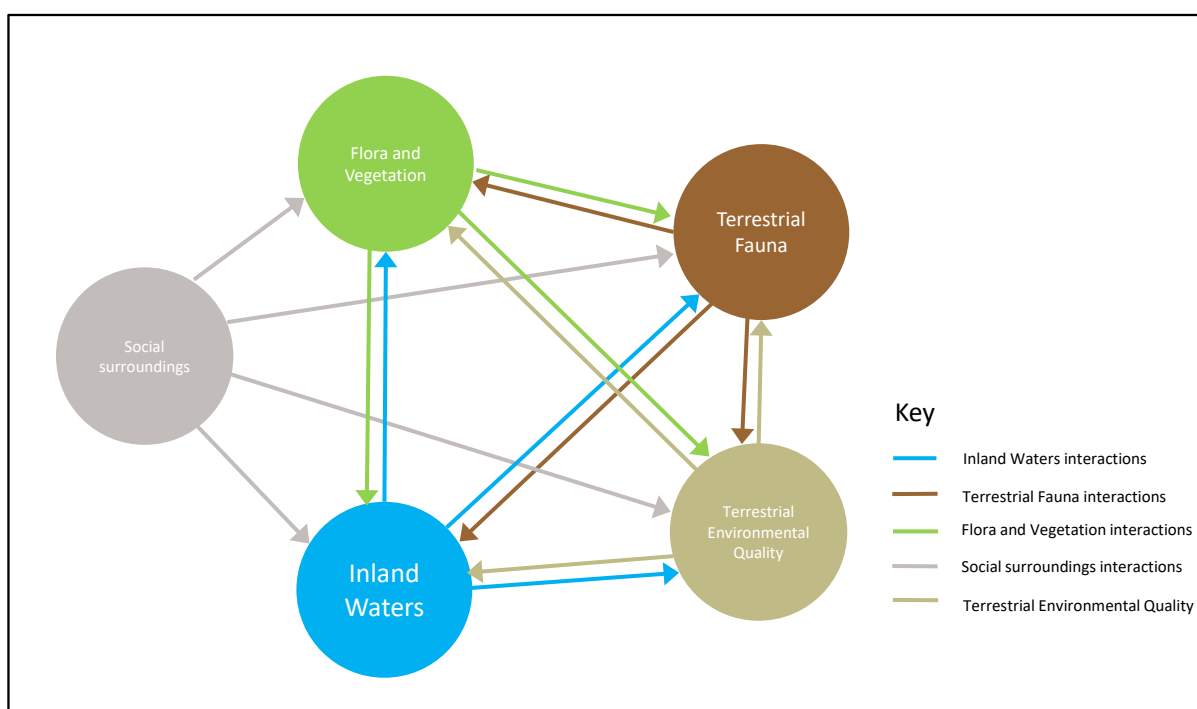 Flora and
Vegetation
Terrestrial
Fauna
Social
surroundings
Inland
Waters
Terrestrial
Environmental
Quality
Key
Inland Waters interactions
Terrestrial Fauna interactions
Flora and Vegetation interactions
Social surroundings interactions
Terrestrial Environmental Quality